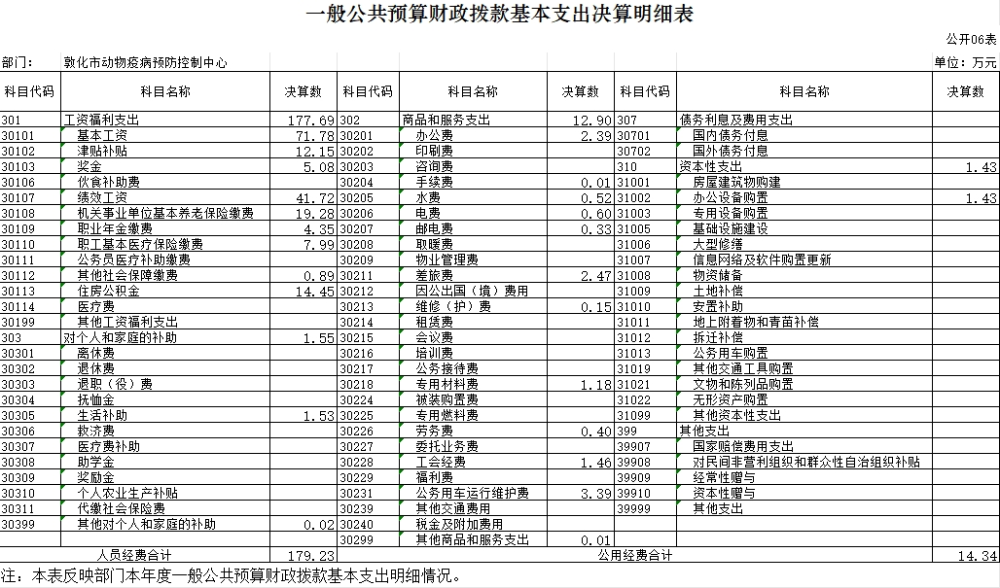 一般公共预算财政拨款基本支出决算明细表
公开06表
部门： 敦化市动物疫病预防控制中心 单位：万元
科目代码 科目名称 决算数 科目代码 科目名称 决算数 科目代码 科目名称 决算数
301 工资福利支出 177.69 302 商品和服务支出 12.90 307 债务利息及费用支出
30101 基本工资 71.78 30201 办公费 2.39 30701 国内债务付息
30102 津贴补贴 12.15 30202 印刷费 30702 国外债务付息
30103 奖金 5.08 30203 咨询费 310 资本性支出 1.43
30106 伙食补助费 30204 手续费 0.01 31001 房屋建筑物购建
30107 绩效工资 41.72 30205 水费 0.52 31002 办公设备购置 1.43
30108 机关事业单位基本养老保险缴费 19.28 30206 电费 0.60 31003 专用设备购置
30109 职业年金缴费 4.35 30207 邮电费 0.33 31005 基础设施建设
30110 职工基本医疗保险缴费 7.99 30208 取暖费 31006 大型修缮
30111 公务员医疗补助缴费 30209 物业管理费 31007 信息网络及软件购置更新
30112 其他社会保障缴费 0.89 30211 差旅费 2.47 31008 物资储备
30113 住房公积金 14.45 30212 因公出国（境）费用 31009 土地补偿
30114 医疗费 30213 维修（护）费 0.15 31010 安置补助
30199 其他工资福利支出 30214 租赁费 31011 地上附着物和青苗补偿
303 对个人和家庭的补助 1.55 30215 会议费 31012 拆迁补偿
30301 离休费 30216 培训费 31013 公务用车购置
30302 退休费 30217 公务接待费 31019 其他交通工具购置
30303 退职（役）费 30218 专用材料费 1.18 31021 文物和陈列品购置
30304 抚恤金 30224 被装购置费 31022 无形资产购置
30305 生活补助 1.53 30225 专用燃料费 31099 其他资本性支出
30306 救济费 30226 劳务费 0.40 399 其他支出
30307 医疗费补助 30227 委托业务费 39907 国家赔偿费用支出
30308 助学金 30228 工会经费 1.46 39908 对民间非营利组织和群众性自治组织补贴
30309 奖励金 30229 福利费 39909 经常性赠与
30310 个人农业生产补贴 30231 公务用车运行维护费 3.39 39910 资本性赠与
30311 代缴社会保险费 30239 其他交通费用 39999 其他支出
30399 其他对个人和家庭的补助 0.02 30240 税金及附加费用
30299 其他商品和服务支出 0.01
人员经费合计 179.23 公用经费合计 14.34
注：本表反映部门本年度一般公共预算财政拨款基本支出明细情况。